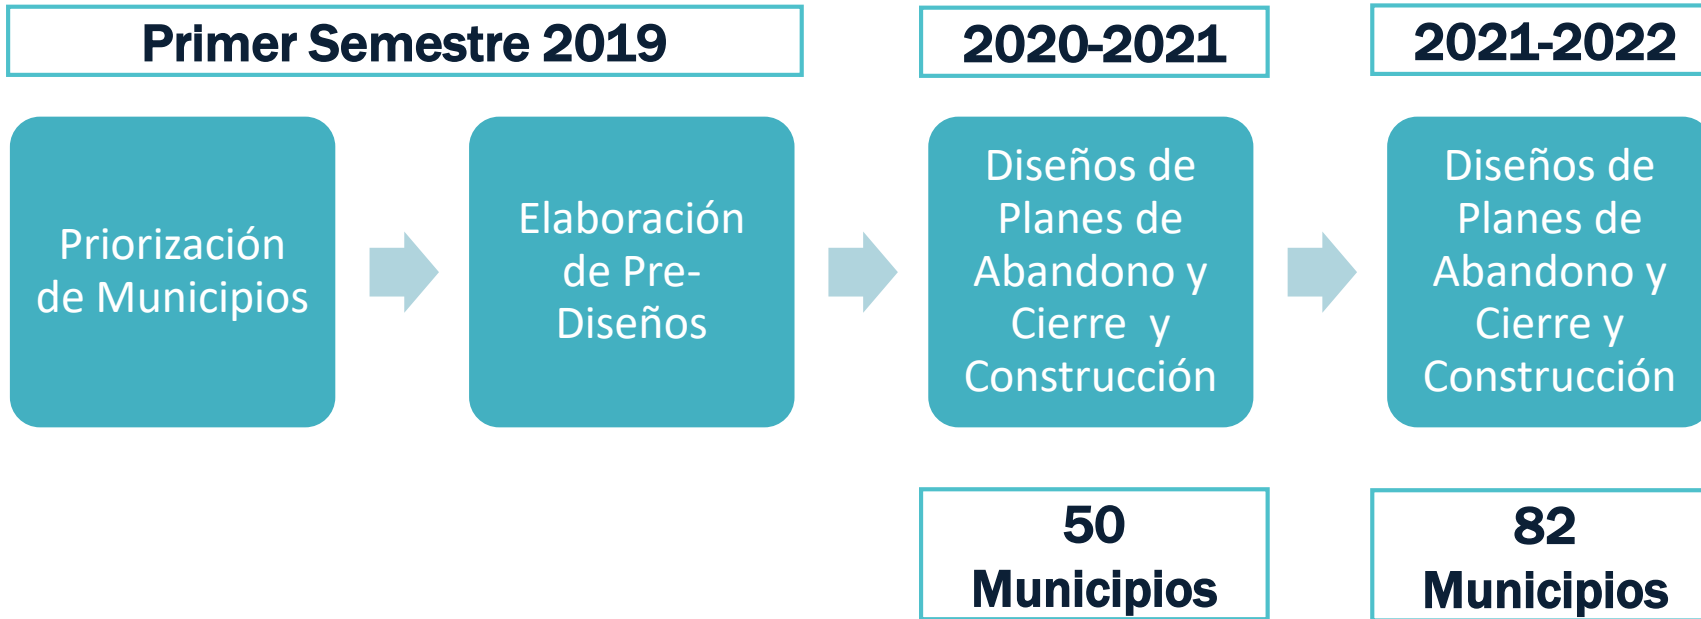 Primer Semestre 2019
2020-2021
2021-2022
Priorización
de Municipios
Elaboración
de Pre-
Diseños
Diseños de
Planes de
Abandono y
Cierre y
Construcción
Diseños de
Planes de
Abandono y
Cierre y
Construcción
50
Municipios
82
Municipios